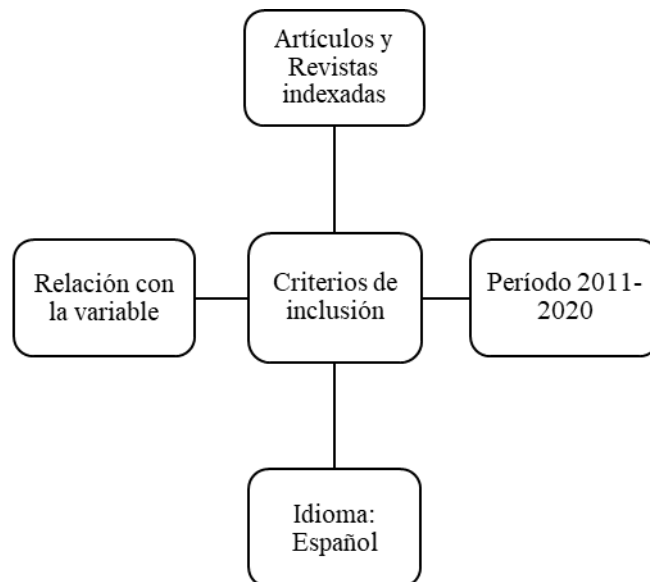 Artículos y
Revistas
indexadas
Relación con
la variable
Criterios de
inclusión
Período 2011-
2020
Idioma:
Español